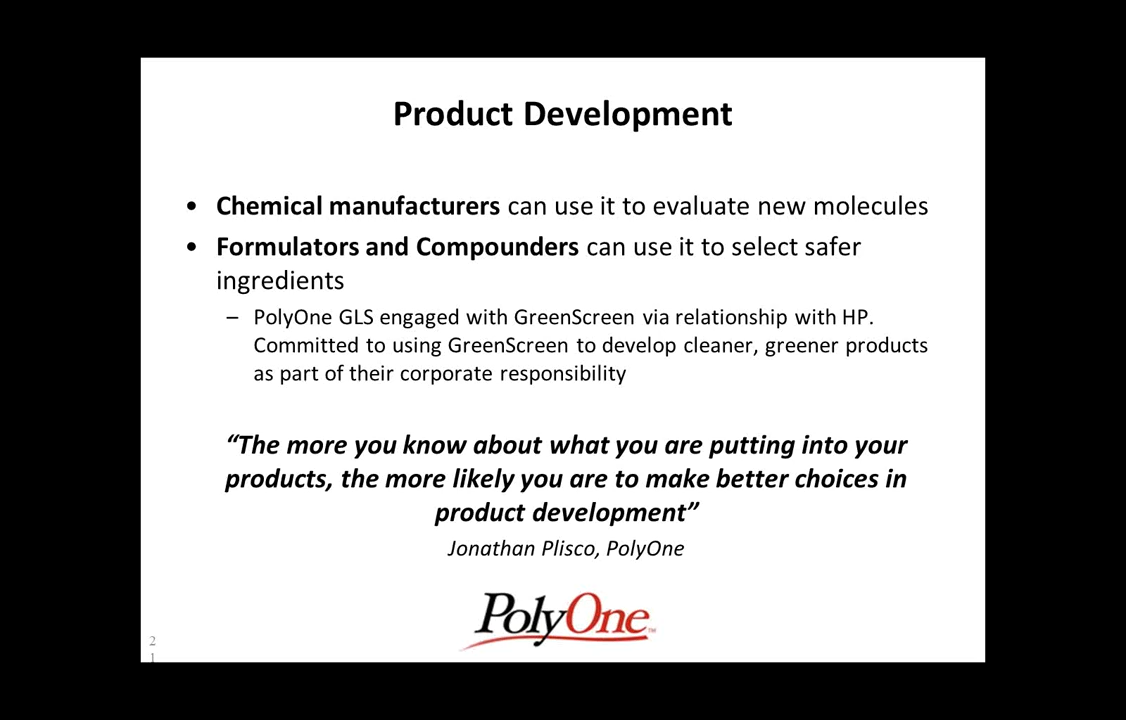 Product Development
• Chemical manufacturers can use it to evaluate new molecules
• Formulators and Compounders can use it to select safer
ingredients
– PolyOne GLS engaged with GreenScreen via relationship with HP.
Committed to using GreenScreen to develop cleaner, greener products
as part of their corporate responsibility
“The more you know about what you are putting into your
products, the more likely you are to make better choices in
product development”
Jonathan Plisco, PolyOne
PolyOne™
2
1